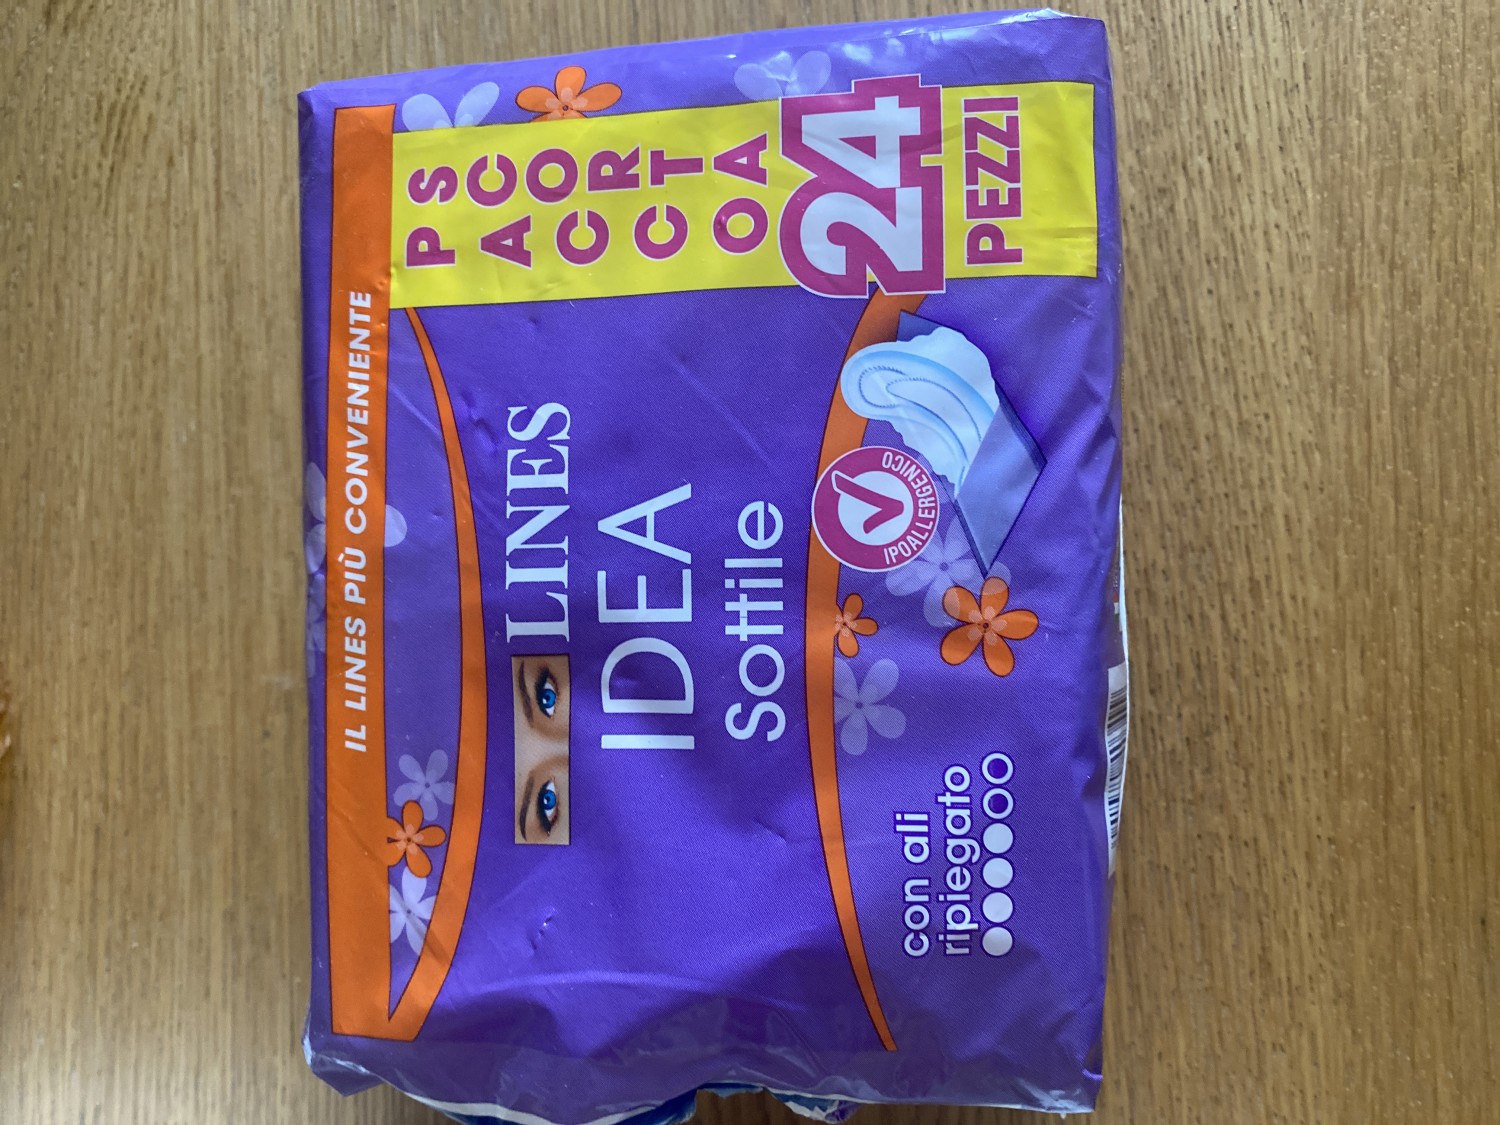 IL LINES PIÙ CONVENIENTE
PACCO
SCORTA
24
PEZZI
LINES
IDEA
Sottile
IPOALLERGENICO
con ali
ripiegato